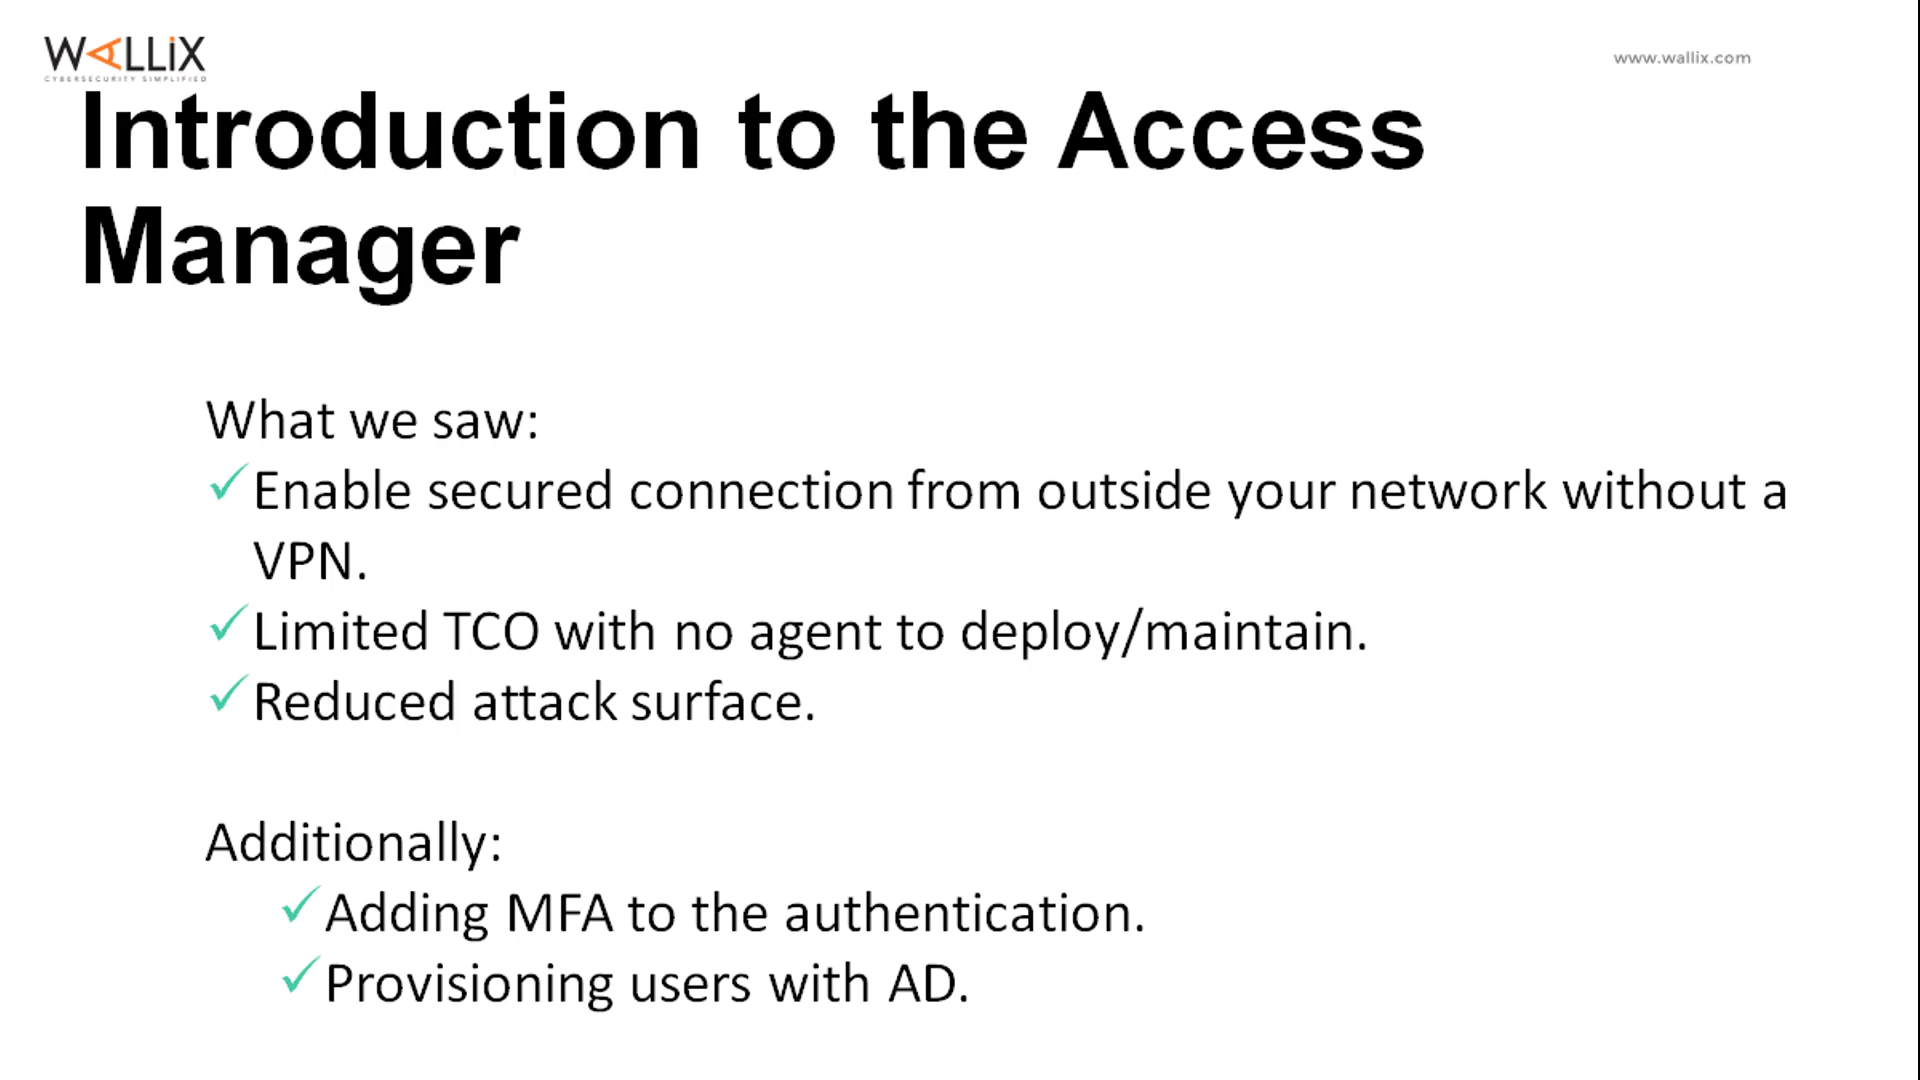 WALLiX
CYBERSECURITY SIMPLIFIED
www.wallix.com
Introduction to the Access
Manager
What we saw:
✓Enable secured connection from outside your network without a
VPN.
✓Limited TCO with no agent to deploy/maintain.
✓Reduced attack surface.
Additionally:
✓Adding MFA to the authentication.
✓Provisioning users with AD.